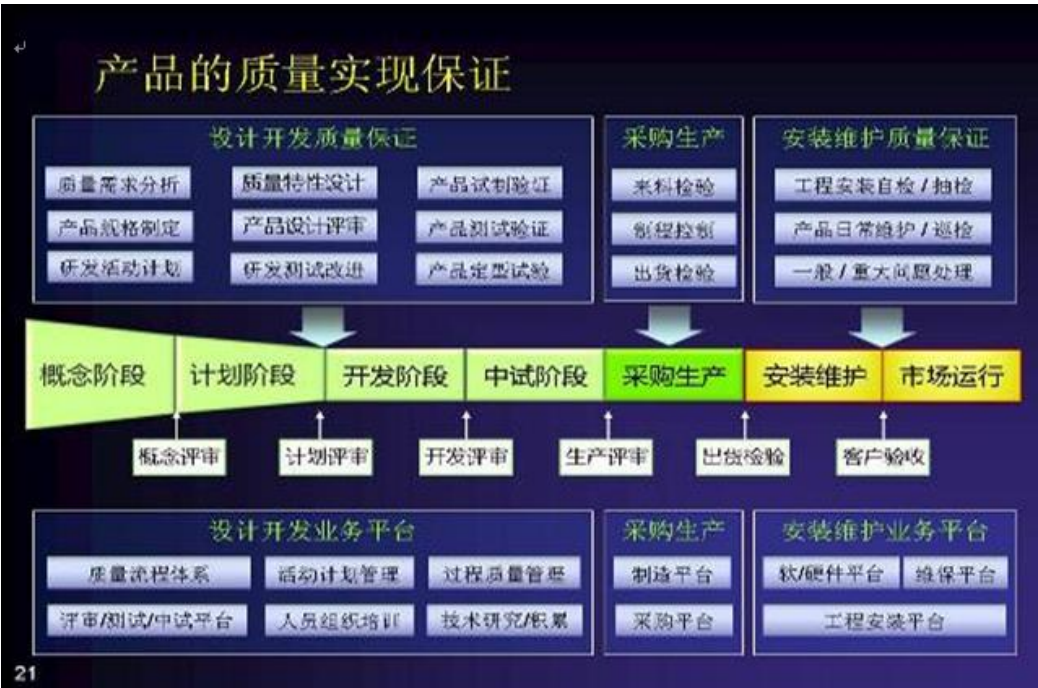 产品的质量实现保证
设计开发质量保证
质量需求分析
质量特性设计
产品试制验证
产品规格制定
产品设计评审
产品测试验证
研发活动计划
研发测试改进
产品定型试验
采购生产
来料检验
制程控制
出货检验
安装维护质量保证
工程安装自检 / 抽检
产品日常维护 / 巡检
一般 / 重大问题处理
概念阶段
计划阶段
开发阶段
中试阶段
采购生产
安装维护
市场运行
概念评审
计划评审
开发评审
生产评审
出货检验
客户验收
设计开发业务平台
质量流程体系
活动计划管理
过程质量管理
评审/测试/中试平台
人员组织培训
技术研究/积累
采购生产
制造平台
采购平台
安装维护业务平台
软/硬件平台
维保平台
工程安装平台
21